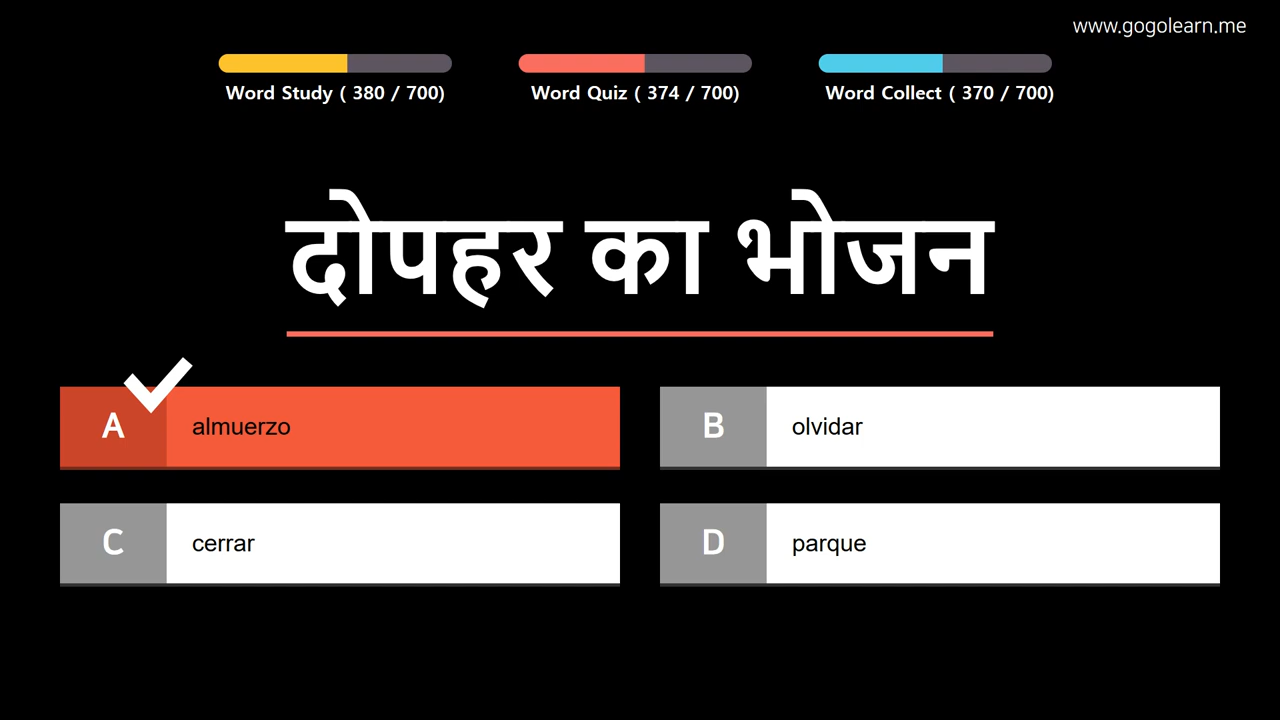 www.gogolearn.me
Word Study ( 380 / 700)
Word Quiz ( 374 / 700)
Word Collect ( 370 / 700)
दोपहर का भोजन
A
almuerzo
B
olvidar
C
cerrar
D
parque